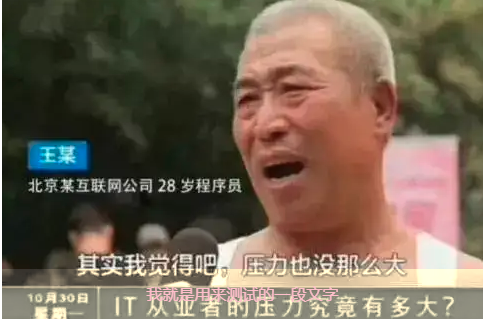 王某
北京某互联网公司 28 岁程序员
其实我觉得吧，压力也没那么大
我就是用来测试的一段文字
10月30日
星期一
IT 从业者的压力究竟有多大?